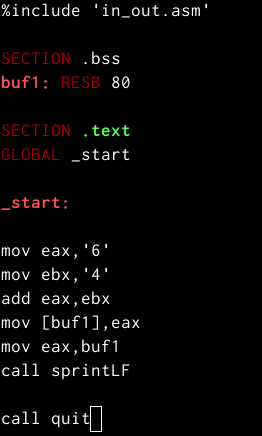 %include 'in_out.asm'
SECTION .bss
buf1: RESB 80
SECTION .text
GLOBAL _start
_start:
mov eax,'6'
mov ebx,'4'
add eax,ebx
mov [buf1],eax
mov eax,buf1
call sprintLF
call quit